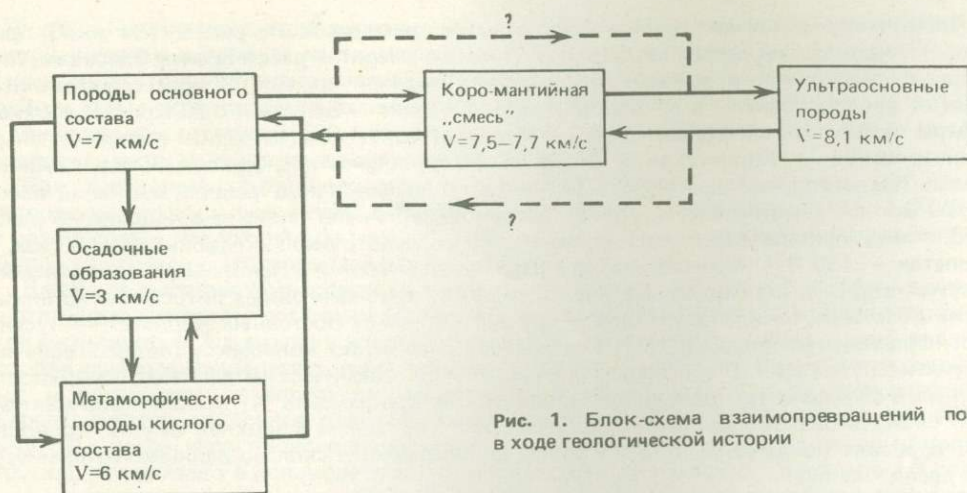 ?
Породы основного
состава
V=7 км/с
Коро-мантийная
„смесь”
V=7,5–7,7 км/с
Ультраосновные
породы
V=8,1 км/с
?
Осадочные
образования
V=3 км/с
Метаморфические
породы кислого
состава
V=6 км/с
Рис. 1. Блок-схема взаимопревращений по
в ходе геологической истории